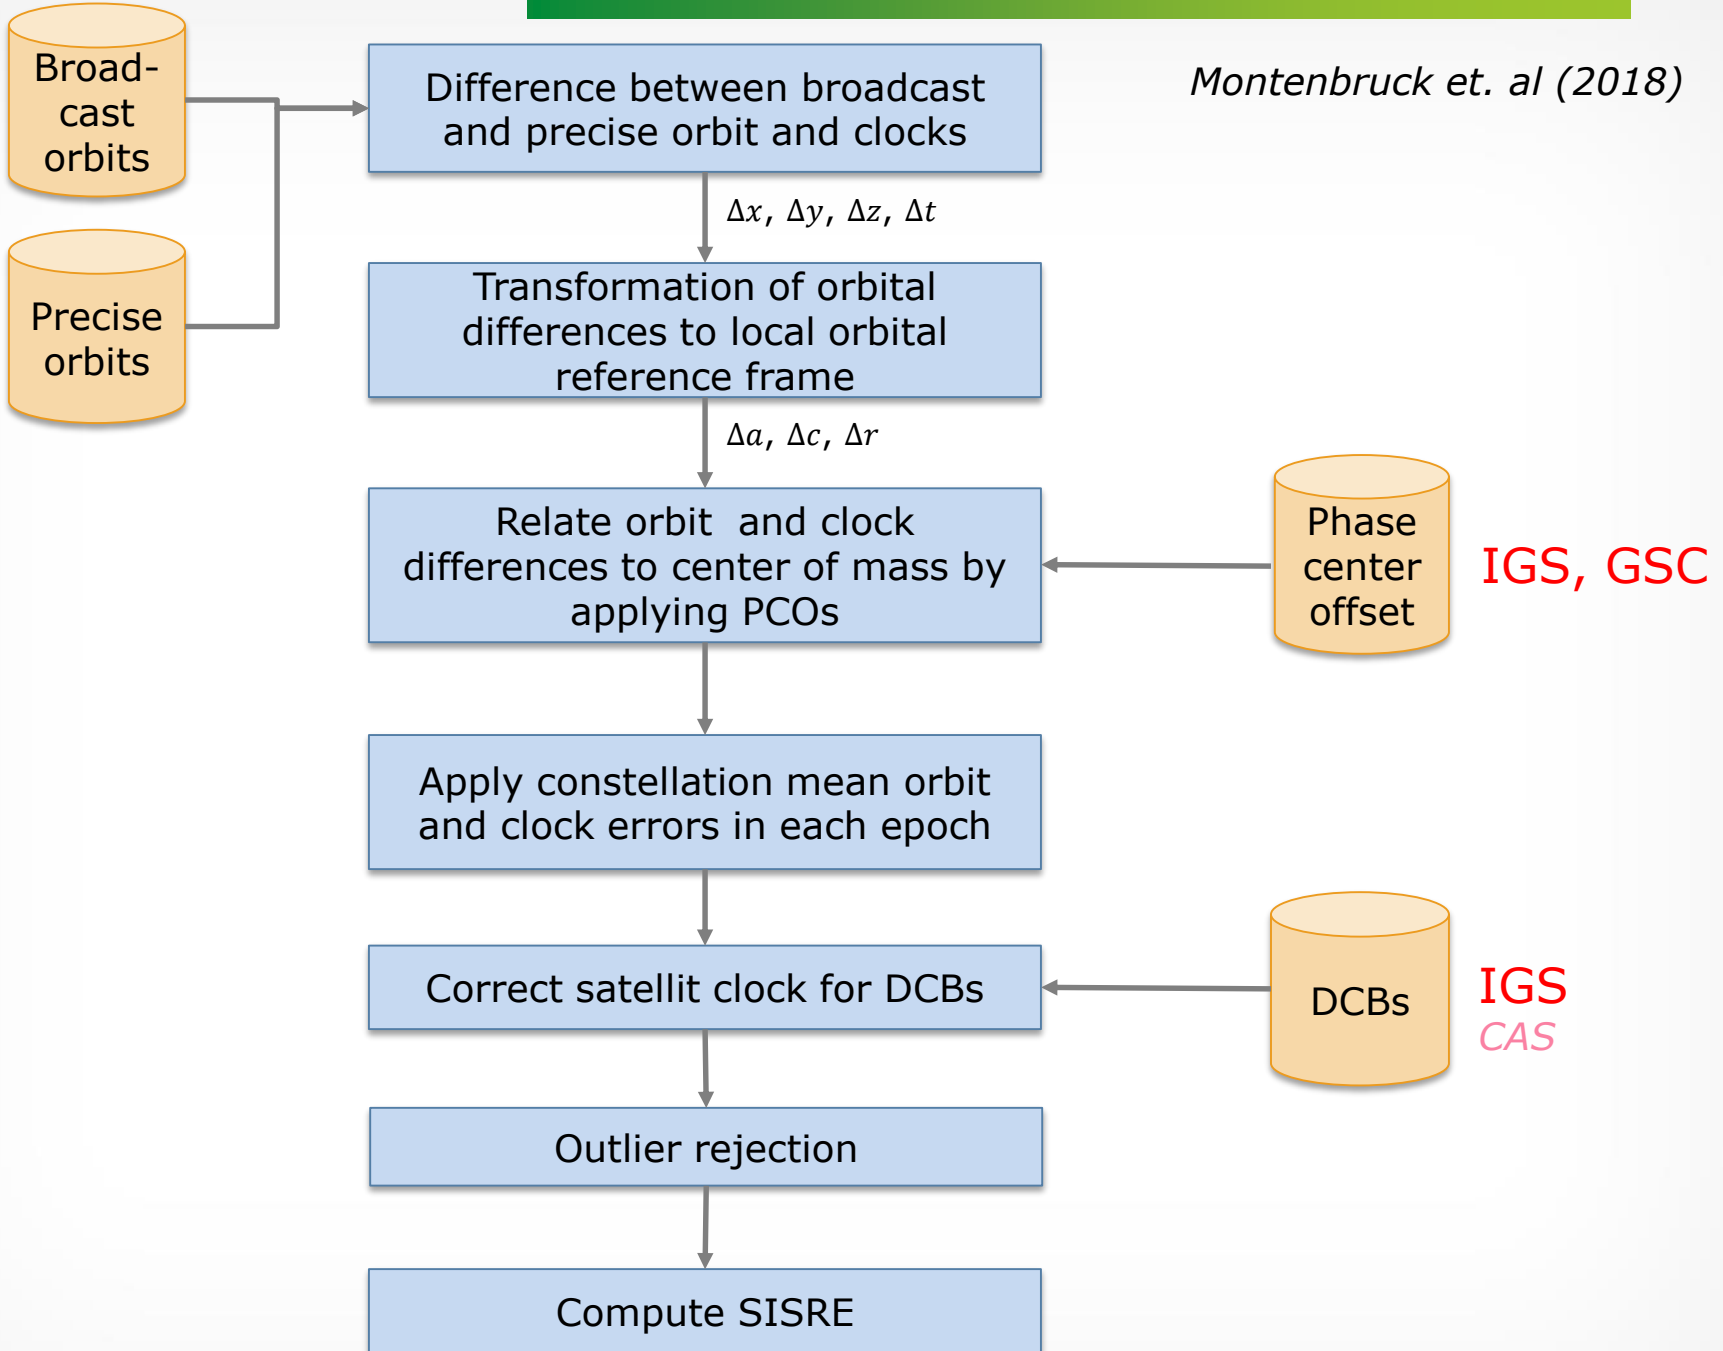 Broad-
cast
orbits
Difference between broadcast
and precise orbit and clocks
Montenbruck et. al (2018)
Δx, Δy, Δz, Δt
Precise
orbits
Transformation of orbital
differences to local orbital
reference frame
Δa, Δc, Δr
Relate orbit and clock
differences to center of mass by
applying PCOs
Phase
center
offset
IGS, GSC
Apply constellation mean orbit
and clock errors in each epoch
Correct satellit clock for DCBs
DCBs
IGS
CAS
Outlier rejection
Compute SISRE